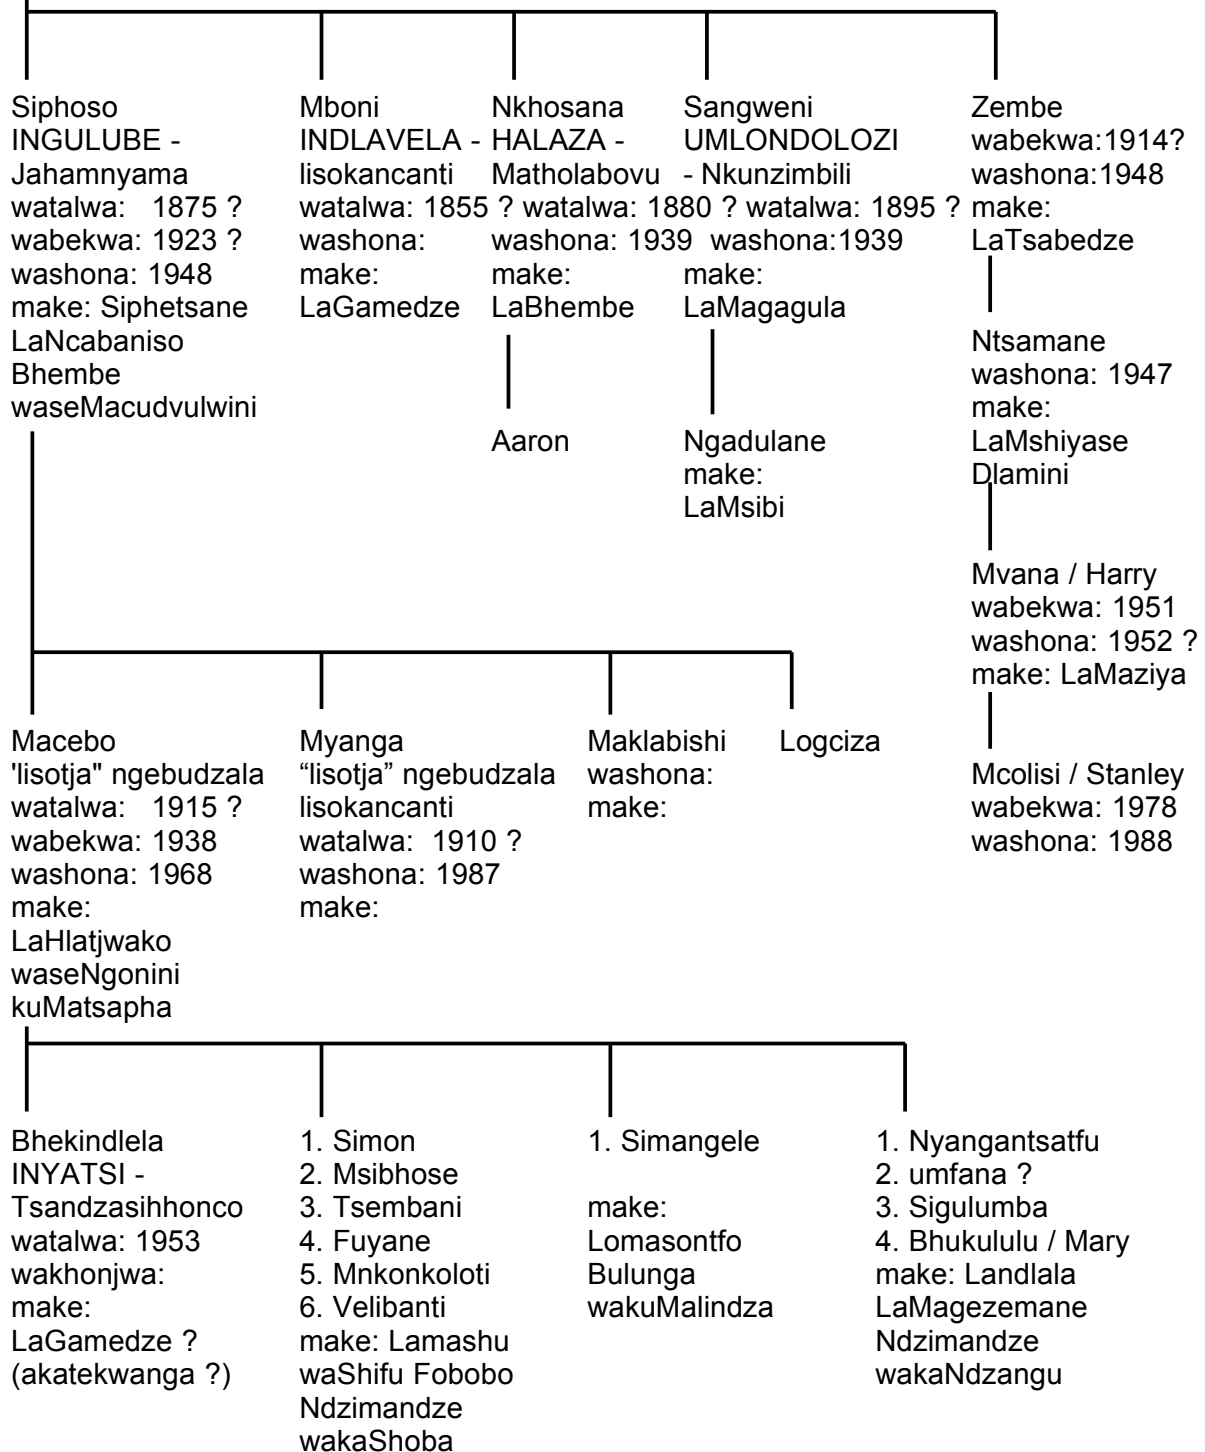 Siphoso
INGULUBE -
Jahamnyama
watalwa: 1875 ?
wabekwa: 1923 ?
washona: 1948
make: Siphetsane
LaNcabaniso
Bhembe
waseMacudvulwini
Mboni
INDLAVELA -
lisokancanti
watalwa: 1855 ?
washona:
make:
LaGamedze
Nkhosana
HALAZA -
Matholabovu
watalwa: 1880 ?
washona: 1939
make:
LaBhembe
Aaron
Sangweni
UMLONDOLOZI
- Nkunzimbili
watalwa: 1895 ?
washona:1939
make:
LaMagagula
Ngadulane
make:
LaMsibi
Zembe
wabekwa:1914?
washona:1948
make:
LaTsabedze
Ntsamane
washona: 1947
make:
LaMshiyase
Dlamini
Mvana / Harry
wabekwa: 1951
washona: 1952 ?
make: LaMaziya
Mcolisi / Stanley
wabekwa: 1978
washona: 1988
Macebo
'lisotja" ngebudzala
watalwa: 1915 ?
wabekwa: 1938
washona: 1968
make:
LaHlatjwako
waseNgonini
kuMatsapha
Myanga
“lisotja” ngebudzala
lisokancanti
watalwa: 1910 ?
washona: 1987
make:
Maklabishi
washona:
make:
Logciza
Bhekindlela
INYATSI -
Tsandzasihhonco
watalwa: 1953
wakhonjwa:
make:
LaGamedze ?
(akatekwanga ?)
1. Simon
2. Msibhose
3. Tsembani
4. Fuyane
5. Mnkonkoloti
6. Velibanti
make: Lamashu
waShifu Fobobo
Ndzimandze
wakaShoba
1. Simangele
make:
Lomasontfo
Bulunga
wakuMalindza
1. Nyangantsatfu
2. umfana ?
3. Sigulumba
4. Bhukululu / Mary
make: Landlala
LaMagezemane
Ndzimandze
wakaNdzangu